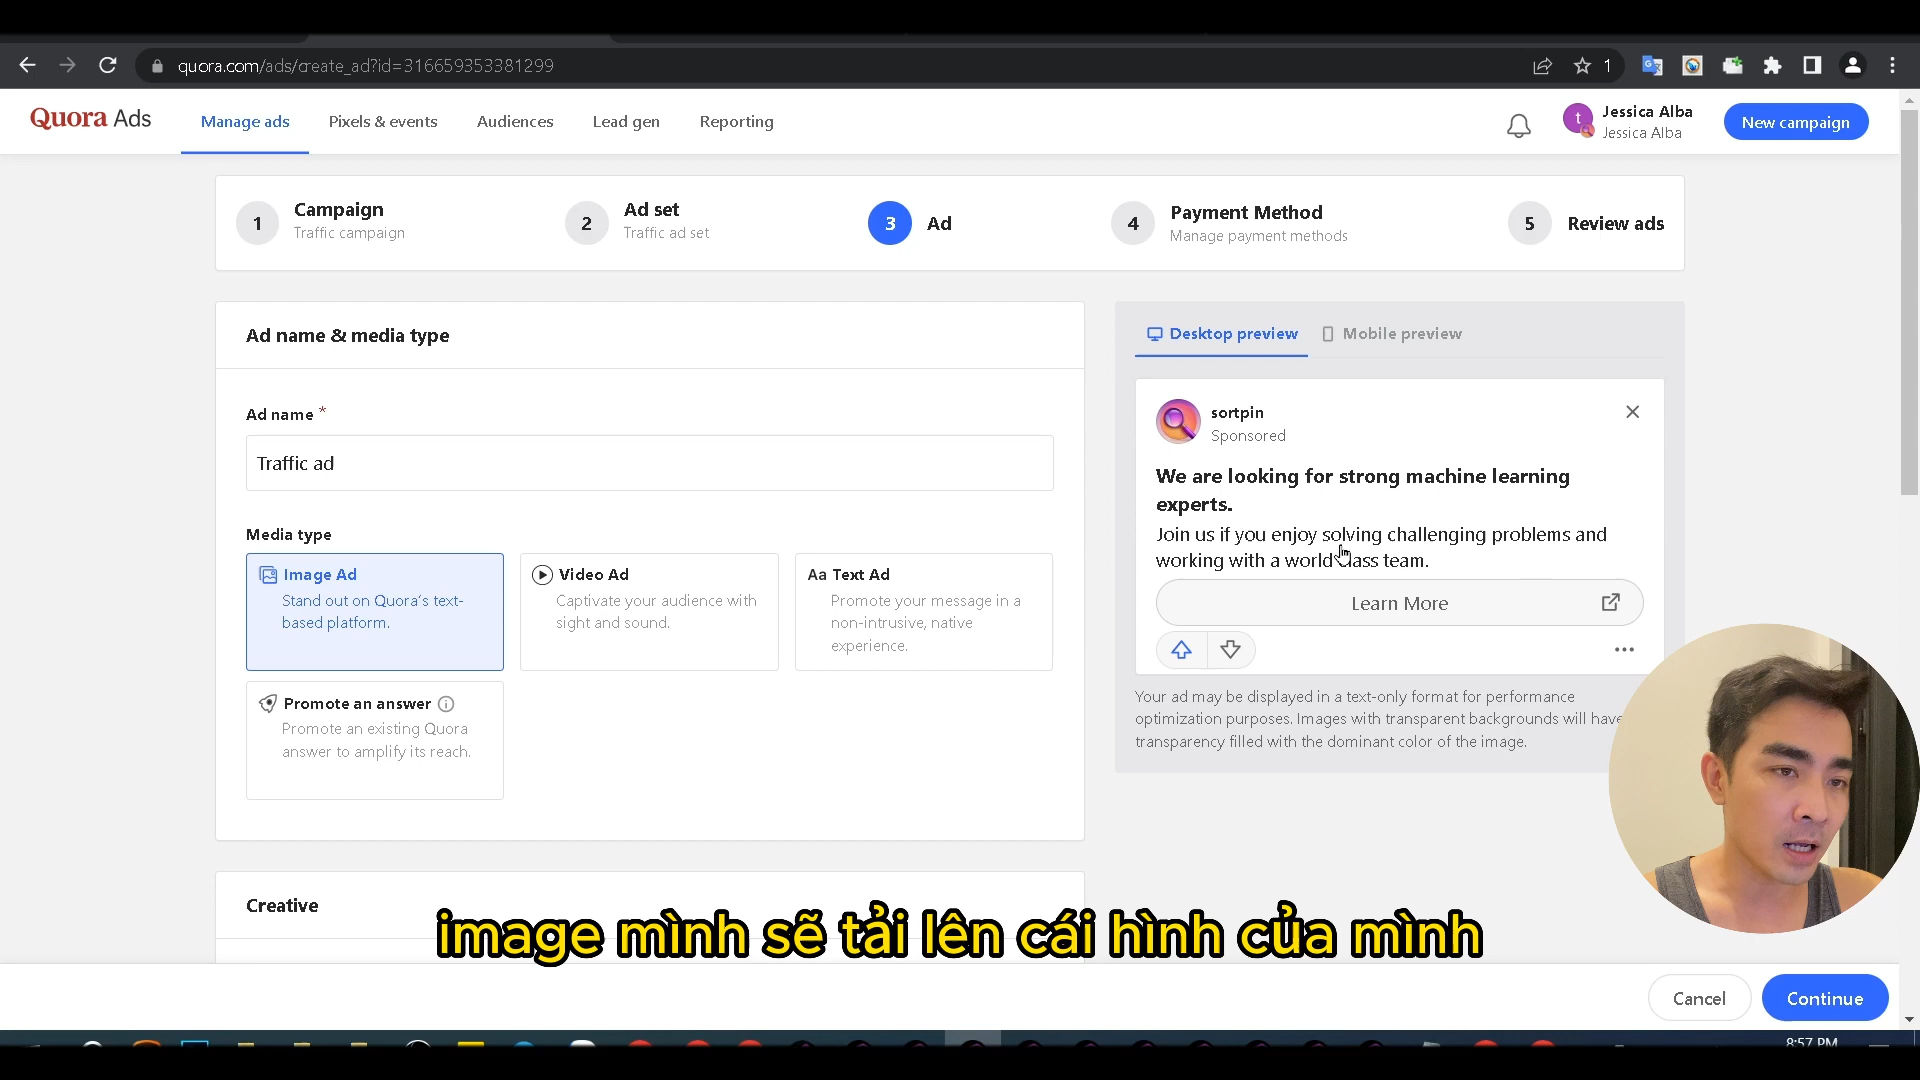 quora.com/ads/create_ad?id=316659353381299
1
Quora Ads
Manage ads
Pixels & events
Audiences
Lead gen
Reporting
t
Jessica Alba
Jessica Alba
New campaign
1
Campaign
Traffic campaign
2
Ad set
Traffic ad set
3
Ad
4
Payment Method
Manage payment methods
5
Review ads
Ad name & media type
Ad name *
Traffic ad
Media type
Image Ad
Stand out on Quora's text-
based platform.
Video Ad
Captivate your audience with
sight and sound.
Aa Text Ad
Promote your message in a
non-intrusive, native
experience.
Promote an answer
Promote an existing Quora
answer to amplify its reach.
Desktop preview
Mobile preview
sortpin
Sponsored
We are looking for strong machine learning
experts.
Join us if you enjoy solving challenging problems and
working with a world class team.
Learn More
Your ad may be displayed in a text-only format for performance
optimization purposes. Images with transparent backgrounds will have
transparency filled with the dominant color of the image.
Creative
image mình sẽ tải lên cái hình của mình
Cancel
Continue
8:57 PM